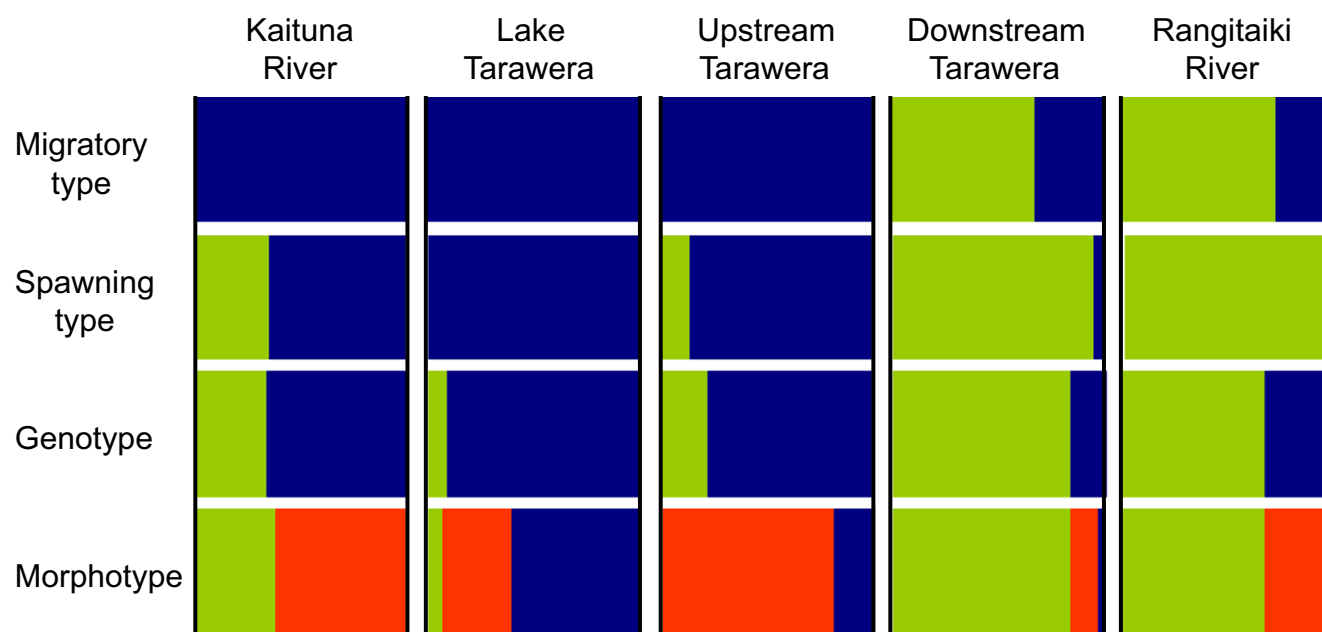 Kaituna
River
Lake
Tarawera
Upstream
Tarawera
Downstream
Tarawera
Rangitaiki
River
Migratory
type
Spawning
type
Genotype
Morphotype